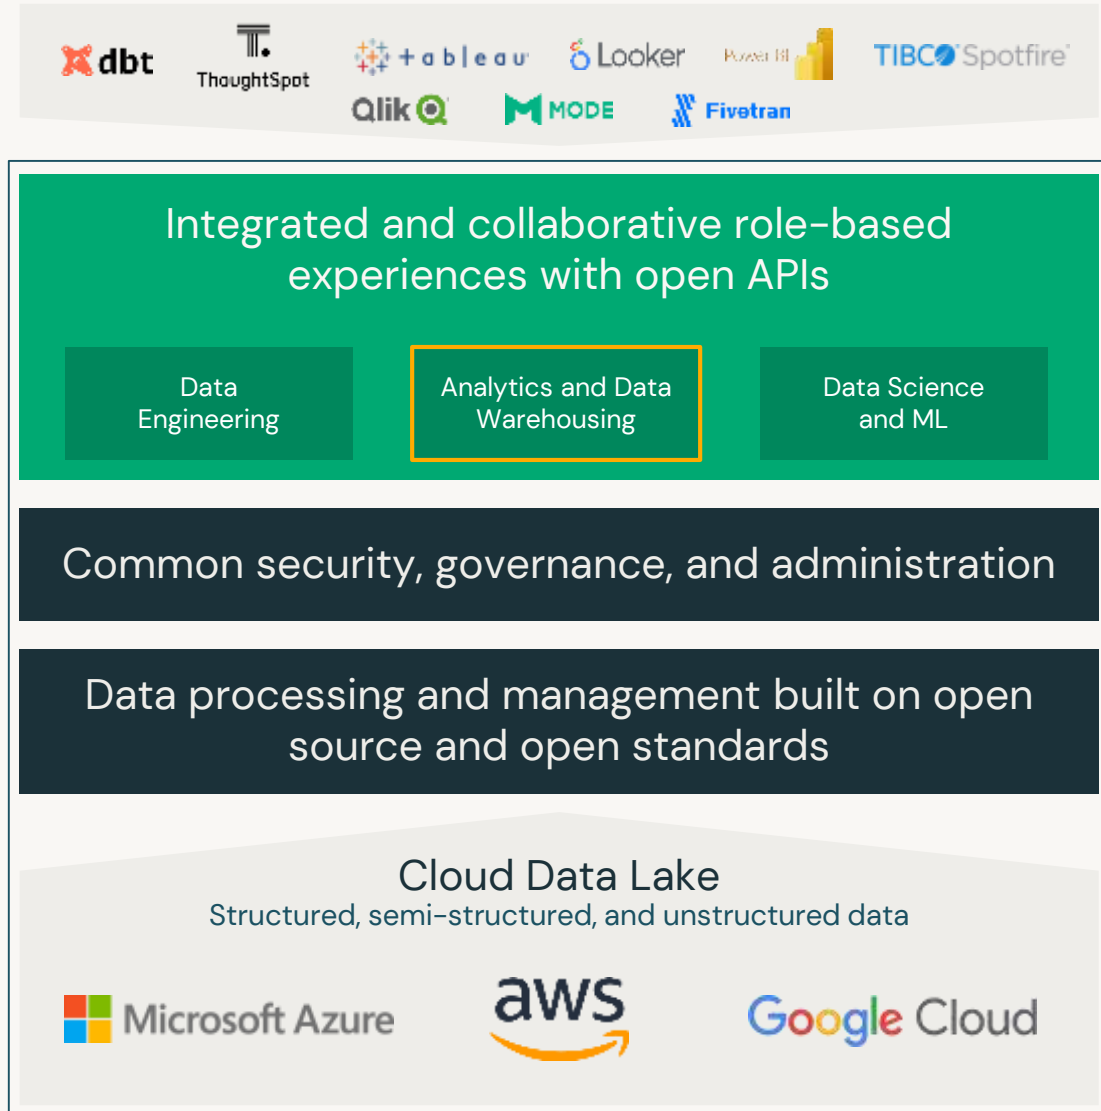 dbt
ThoughtSpot
+ableau
Looker
Power BI
TIBCO Spotfire
Qlik
MODE
Fivetran
Integrated and collaborative role-based
experiences with open APIs
Data
Engineering
Analytics and Data
Warehousing
Data Science
and ML
Common security, governance, and administration
Data processing and management built on open
source and open standards
Cloud Data Lake
Structured, semi-structured, and unstructured data
Microsoft Azure
aws
Google Cloud